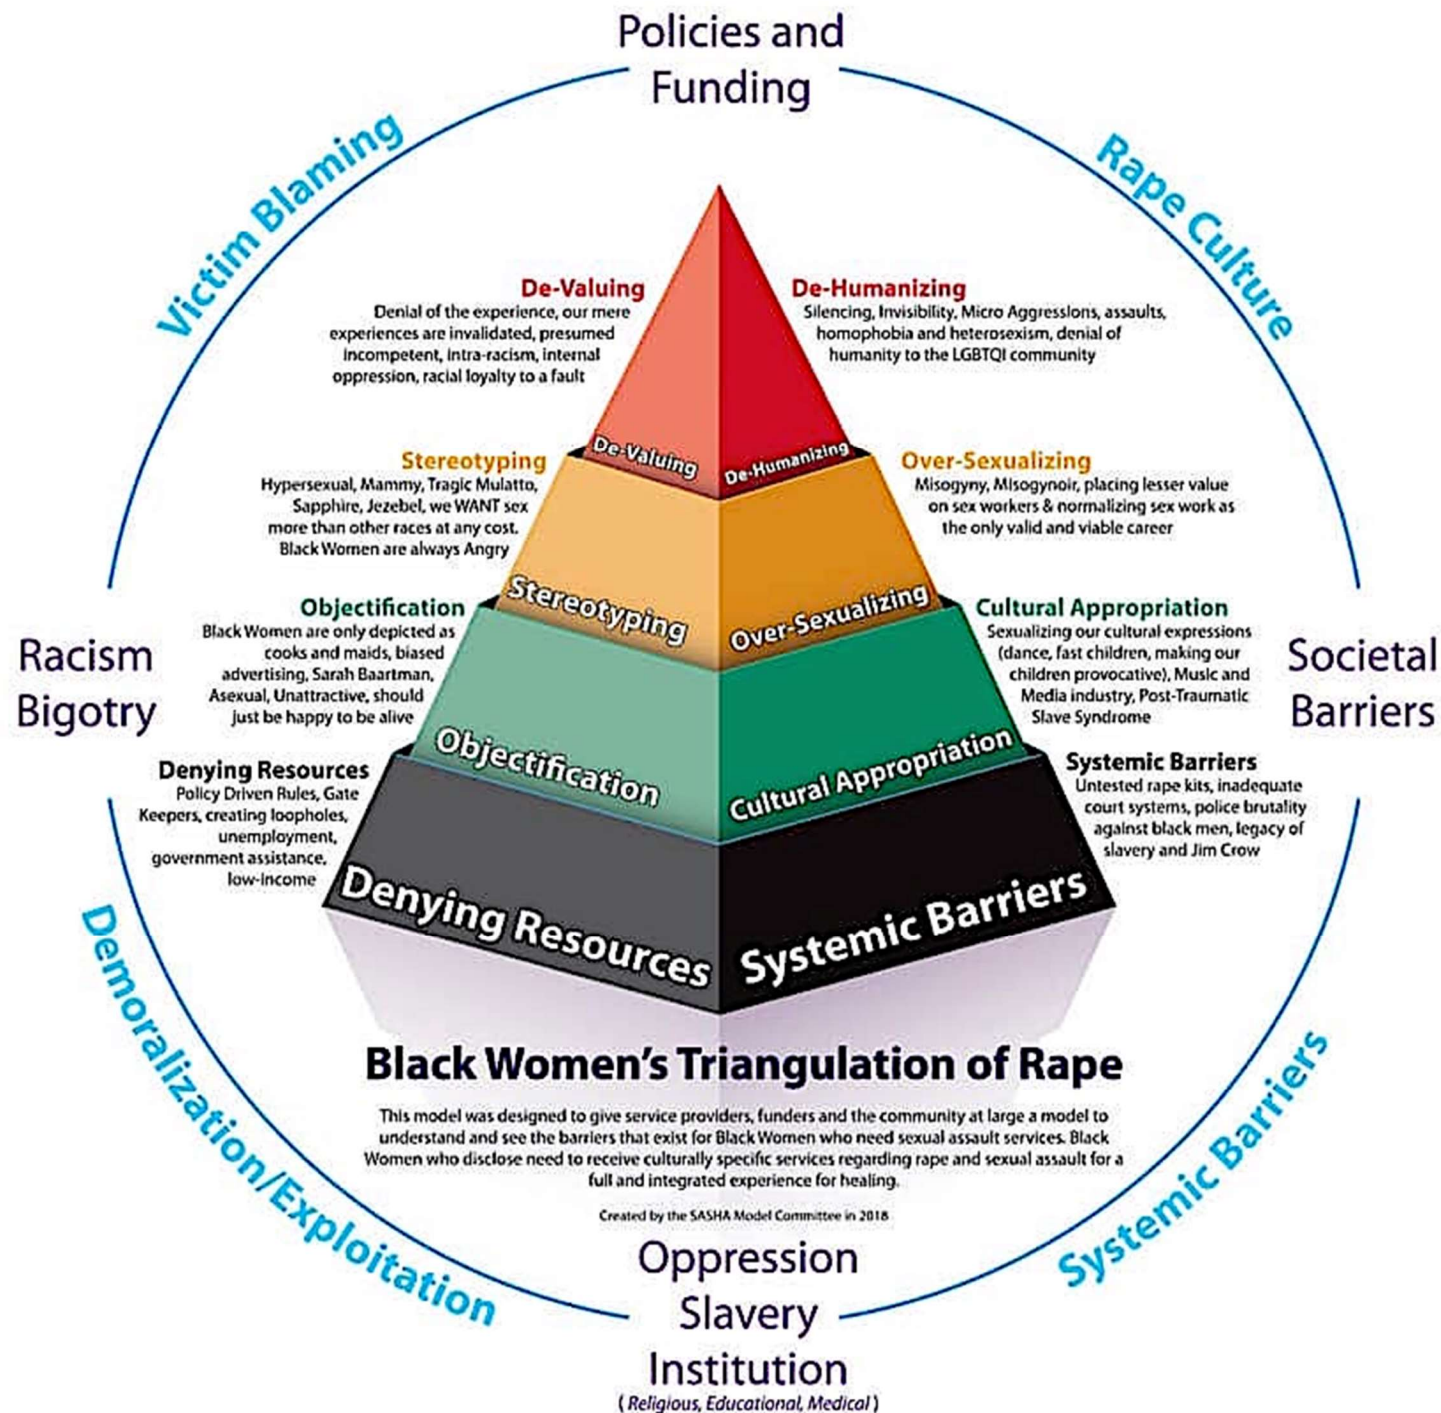 Policies and
Funding
Victim Blaming
Rape Culture
De-Valuing
Denial of the experience, our mere
experiences are invalidated, presumed
incompetent, intra-racism, internal
oppression, racial loyalty to a fault
De-Humanizing
Silencing, Invisibility, Micro Aggressions, assaults,
homophobia and heterosexism, denial of
humanity to the LGBTQI community
De-Valuing
De-Humanizing
Stereotyping
Hypersexual, Mammy, Tragic Mulatto,
Sapphire, Jezebel, we WANT sex
more than other races at any cost.
Black Women are always Angry
Over-Sexualizing
Misogyny, Misogynoir, placing lesser value
on sex workers & normalizing sex work as
the only valid and viable career
Stereotyping
Over-Sexualizing
Racism
Bigotry
Objectification
Black Women are only depicted as
cooks and maids, biased
advertising, Sarah Baartman,
Asexual, Unattractive, should
just be happy to be alive
Cultural Appropriation
Sexualizing our cultural expressions
(dance, fast children, making our
children provocative), Music and
Media industry, Post-Traumatic
Slave Syndrome
Societal
Barriers
Objectification
Cultural Appropriation
Denying Resources
Policy Driven Rules, Gate
Keepers, creating loopholes,
unemployment,
government assistance,
low-income
Systemic Barriers
Untested rape kits, inadequate
court systems, police brutality
against black men, legacy of
slavery and Jim Crow
Denying Resources
Systemic Barriers
Demoralization/Exploitation
Systemic Barriers
Black Women's Triangulation of Rape
This model was designed to give service providers, funders and the community at large a model to
understand and see the barriers that exist for Black Women who need sexual assault services. Black
Women who disclose need to receive culturally specific services regarding rape and sexual assault for a
full and integrated experience for healing.
Created by the SASHA Model Committee in 2018
Oppression
Slavery
Institution
(Religious, Educational, Medical)